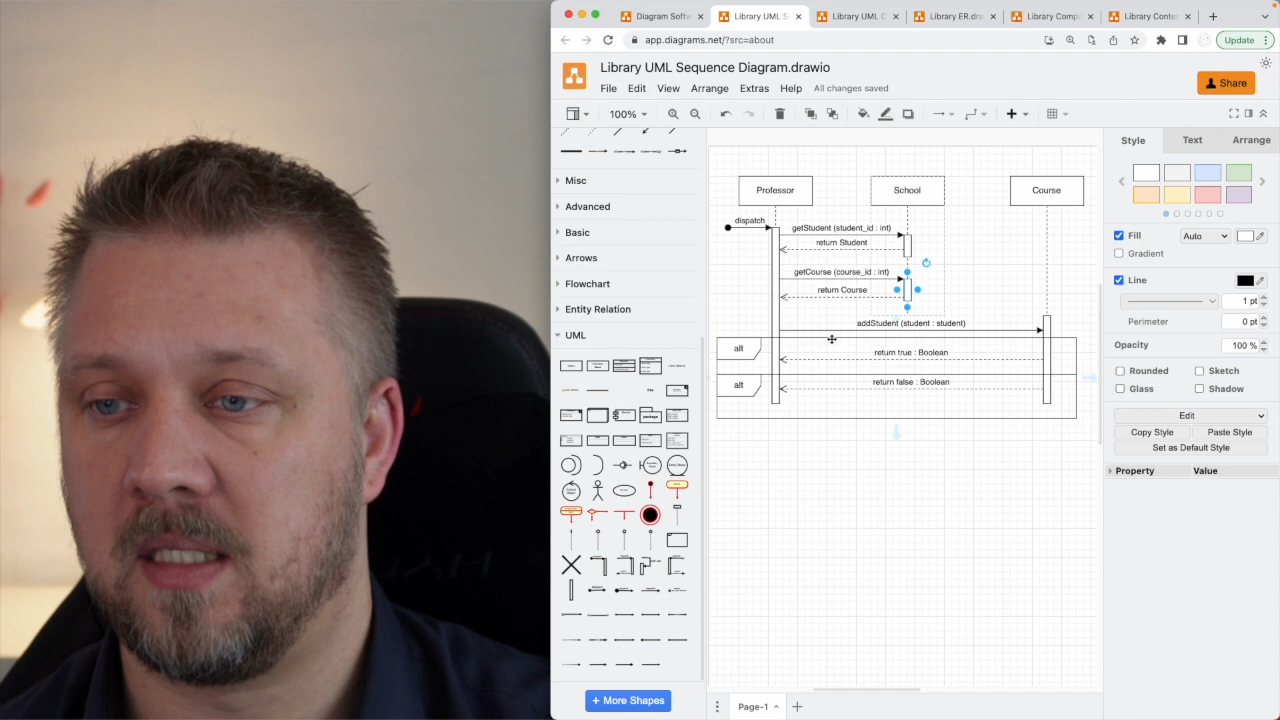 Diagram Softw
Library UML S
Library UML C
Library ER.dra
Library Compo
Library Contex
app.diagrams.net/?src=about
Update
Library UML Sequence Diagram.drawio
File Edit View Arrange Extras Help All changes saved
Share
100%
Misc
Advanced
Basic
Arrows
Flowchart
Entity Relation
UML
+ More Shapes
Professor
School
Course
dispatch
getStudent (student_id : int)
return Student
getCourse (course_id : int)
return Course
addStudent (student : student)
alt
return true : Boolean
alt
return false : Boolean
Page-1
Style Text Arrange
Fill Auto
Gradient
Line
1 pt
Perimeter 0 pt
Opacity 100 %
Rounded Sketch
Glass Shadow
Edit
Copy Style Paste Style
Set as Default Style
Property Value